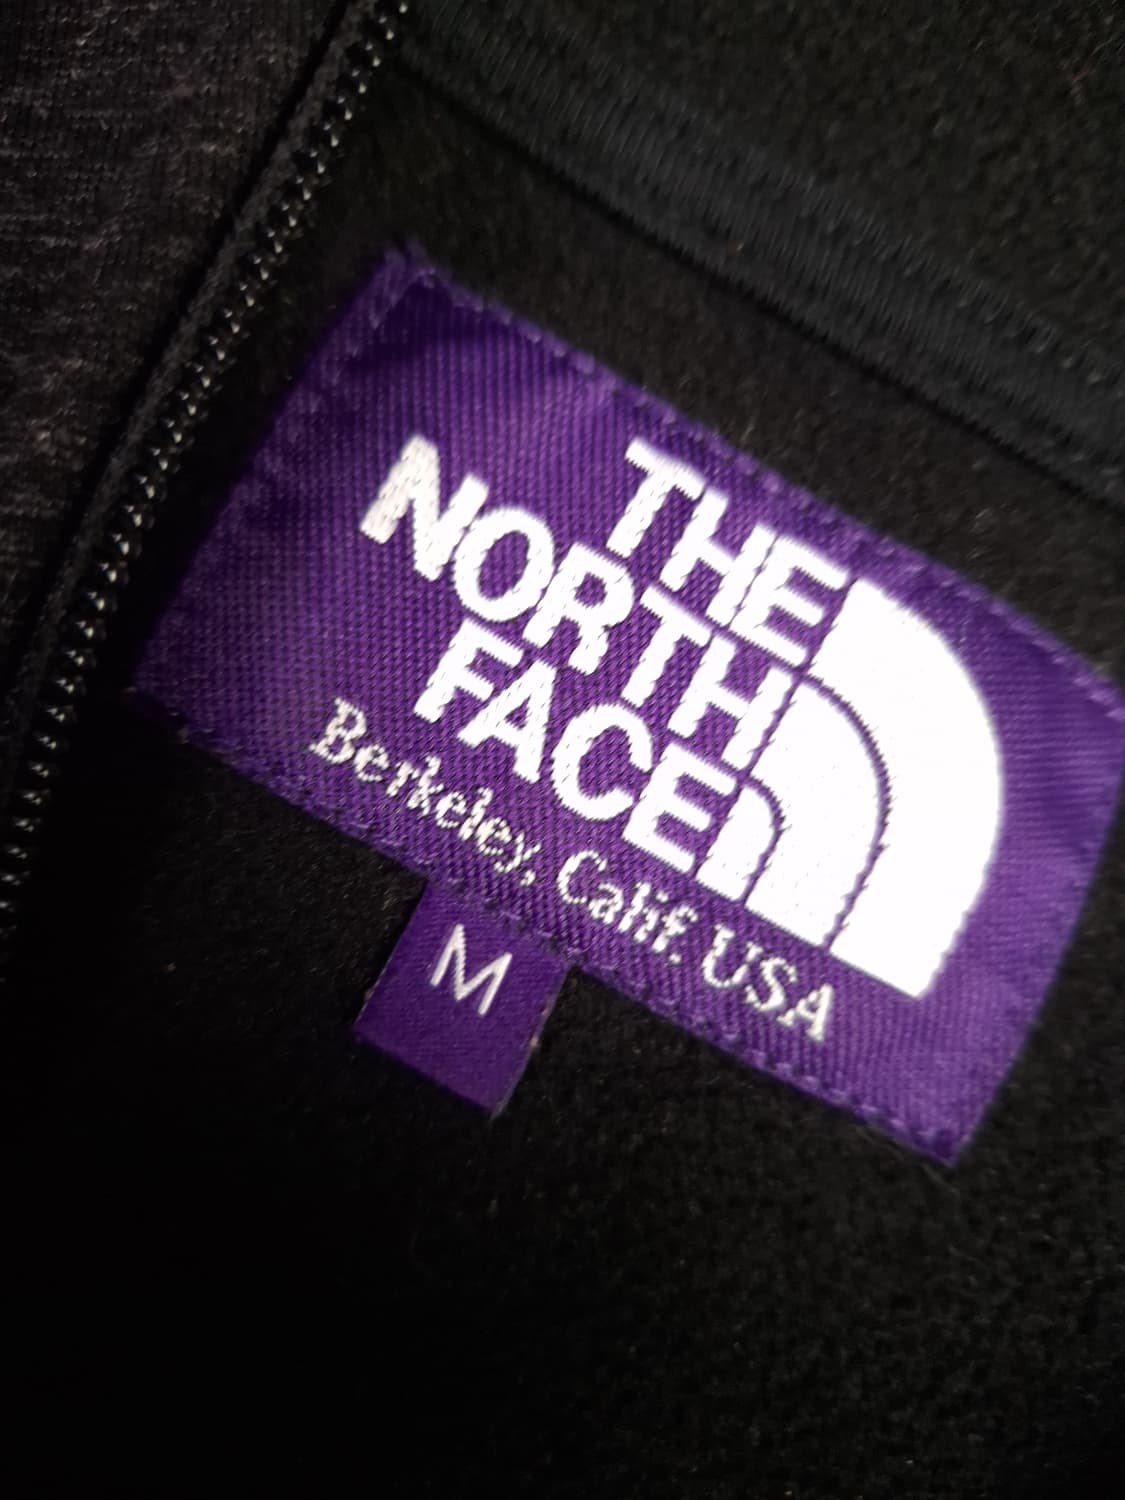 THE
NORTH
FACE
Berkeley, Calif. USA
M